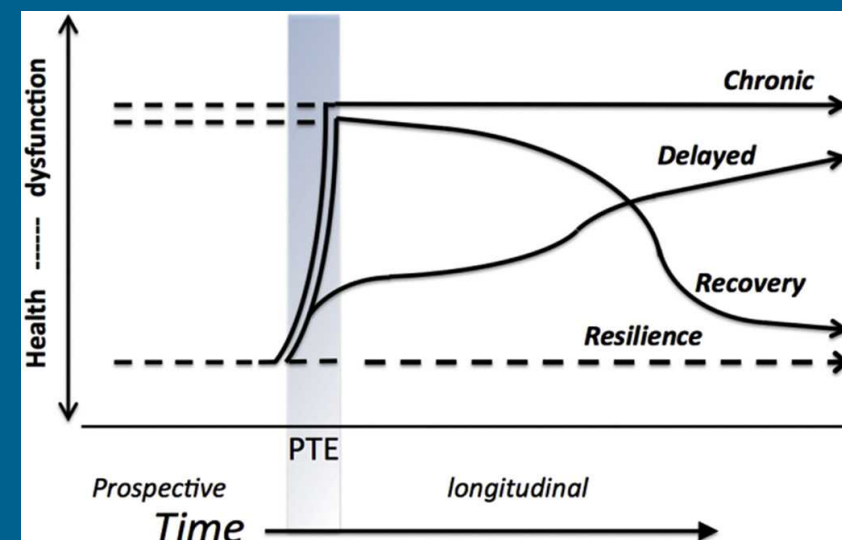 Health ------ dysfunction
Chronic
Delayed
Recovery
Resilience
PTE
Prospective
longitudinal
Time